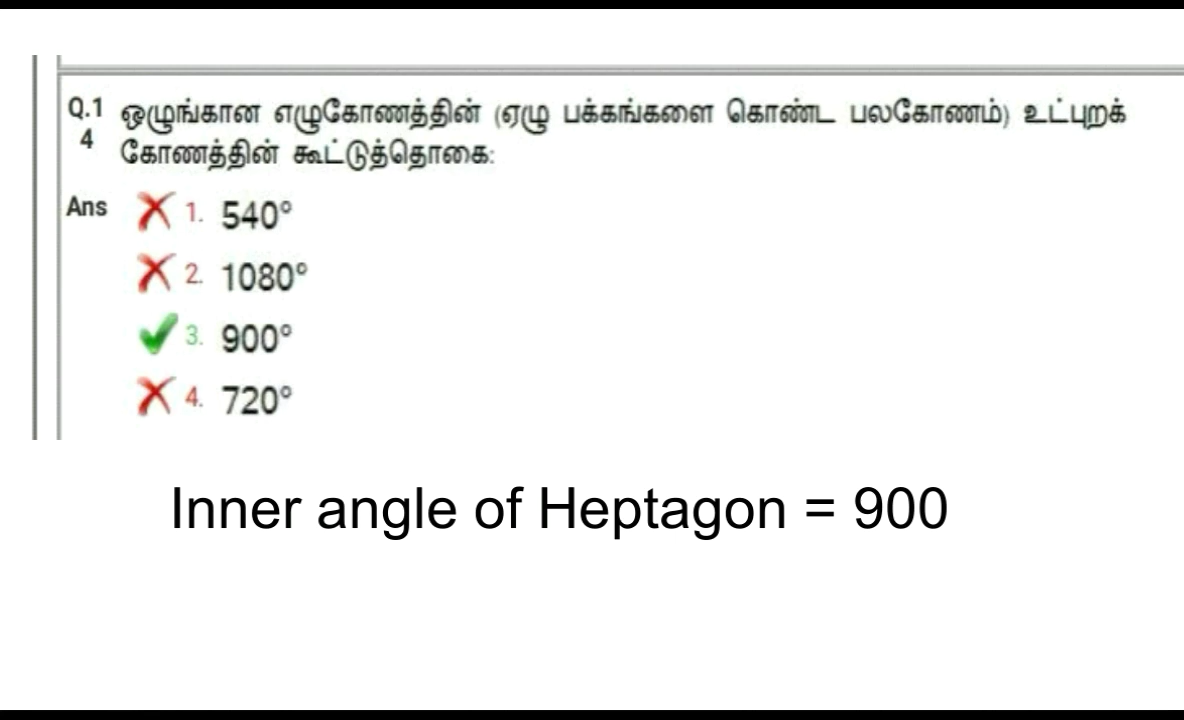 Q.1 ஒழுங்கான எழுகோணத்தின் (ஏழு பக்கங்களை கொண்ட பலகோணம்) உட்புறக்
4 கோணத்தின் கூட்டுத்தொகை:
Ans 1. 540°
2. 1080°
3. 900°
4. 720°
Inner angle of Heptagon = 900